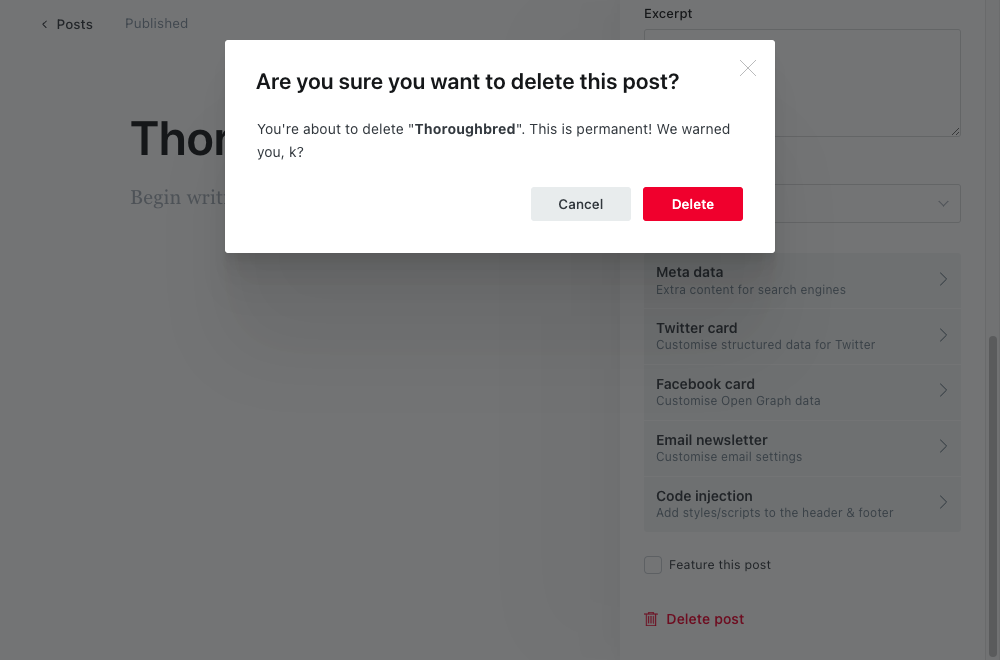 Posts
Published
Excerpt
Are you sure you want to delete this post?
You're about to delete "Thoroughbred". This is permanent! We warned
you, k?
Cancel
Delete
Thor
Begin writ
Meta data
Extra content for search engines
Twitter card
Customise structured data for Twitter
Facebook card
Customise Open Graph data
Email newsletter
Customise email settings
Code injection
Add styles/scripts to the header & footer
Feature this post
Delete post